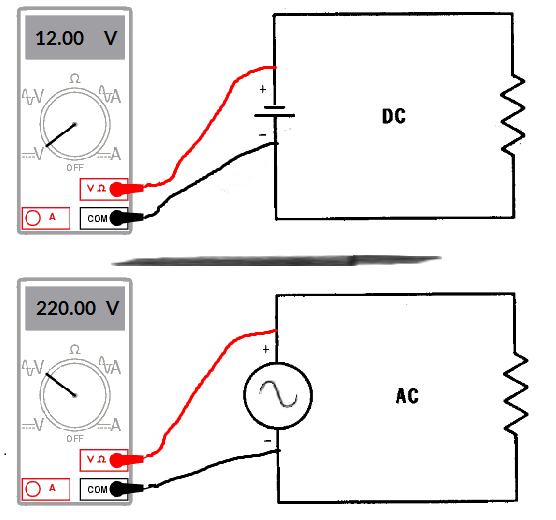 12.00 V
Ω
V A
V A
OFF
V Ω
A COM
+
−
DC
220.00 V
Ω
V A
V A
OFF
V Ω
A COM
+
−
AC